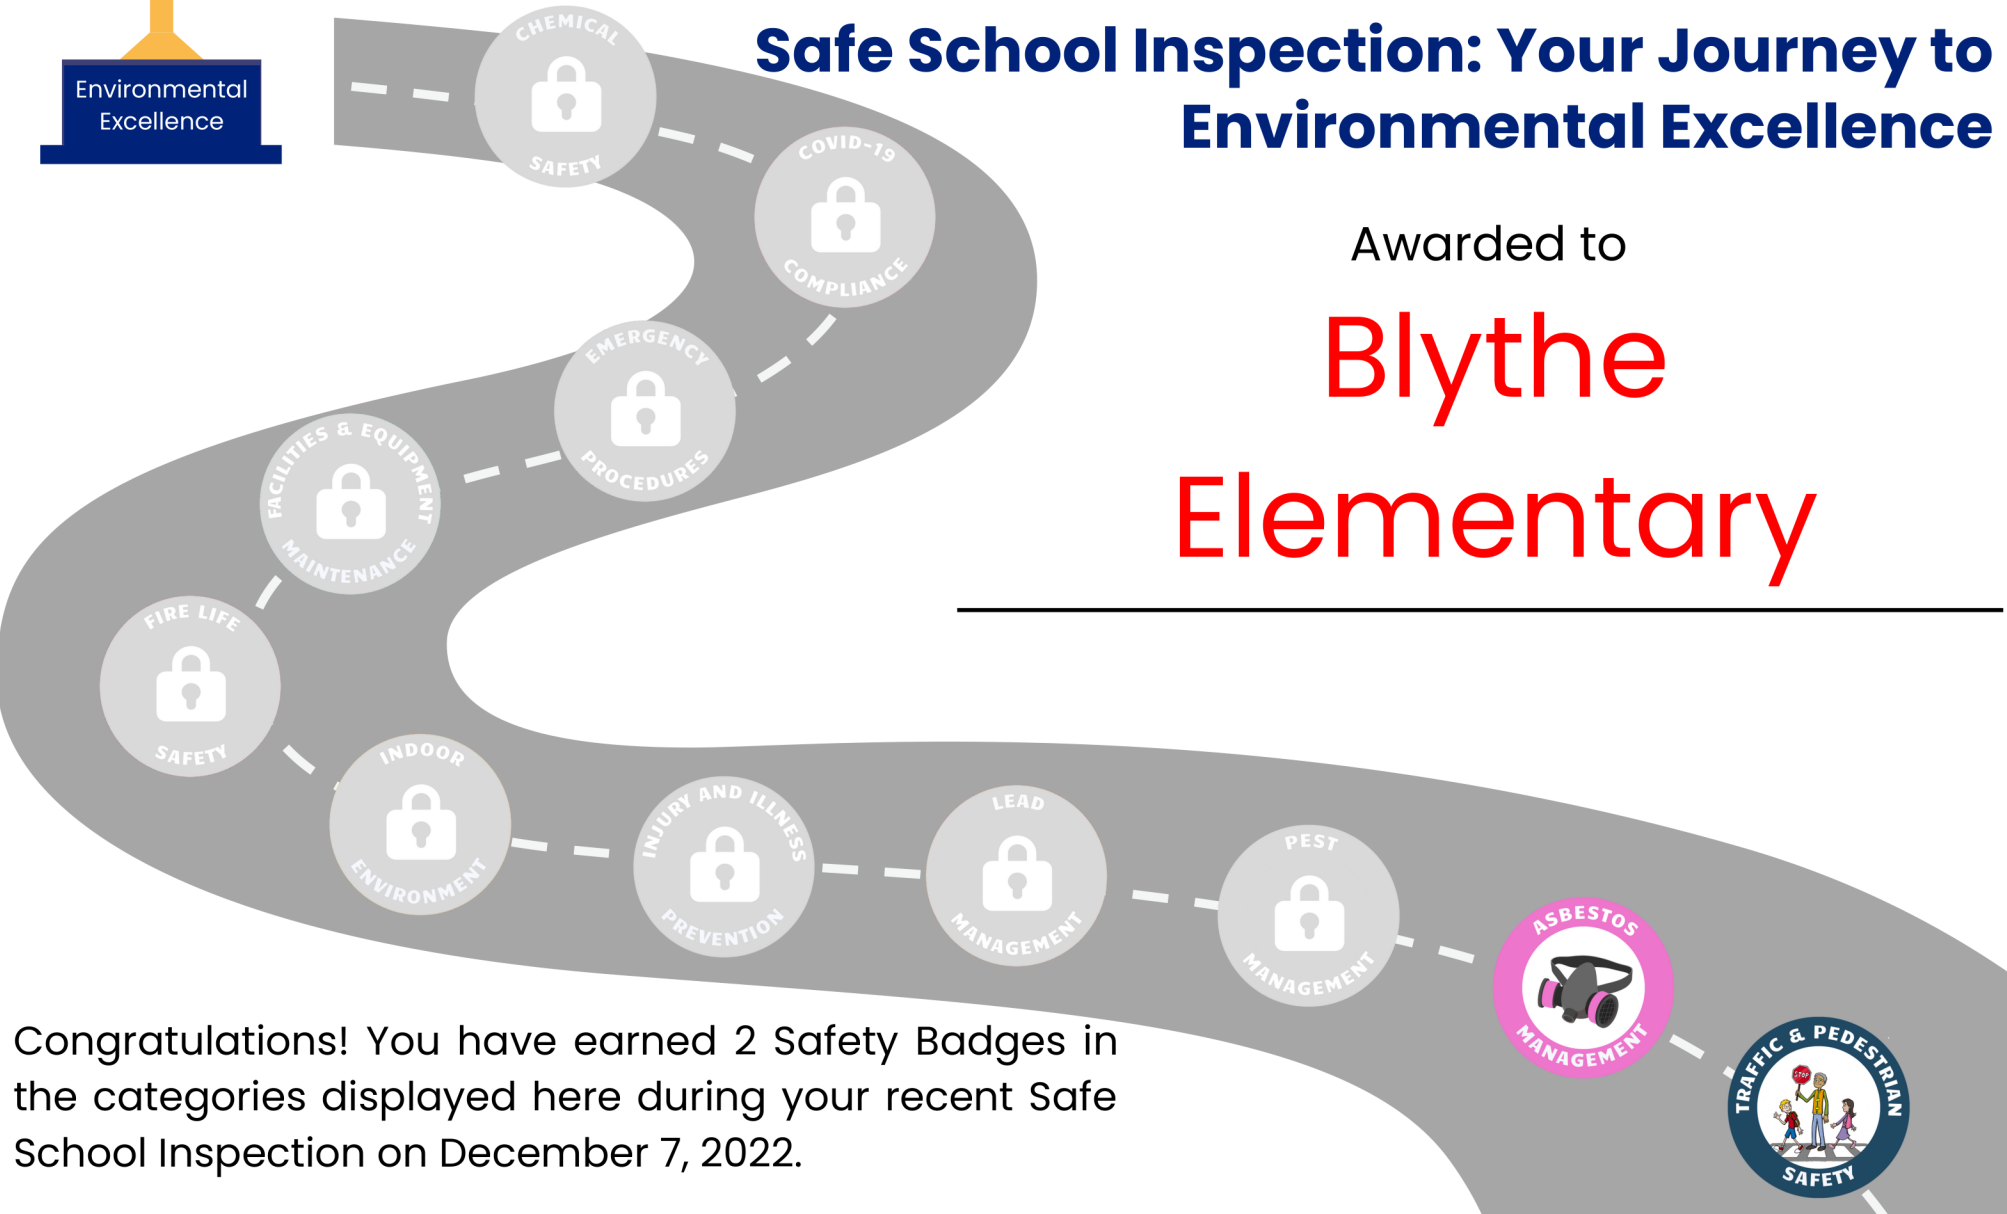 Environmental
Excellence
Safe School Inspection: Your Journey to
Environmental Excellence
Awarded to
Blythe
Elementary
CHEMICAL
SAFETY
COVID-19
COMPLIANCE
EMERGENCY
PROCEDURES
FACILITIES & EQUIPMENT
MAINTENANCE
FIRE LIFE
SAFETY
INDOOR
ENVIRONMENT
INJURY AND ILLNESS
PREVENTION
LEAD
MANAGEMENT
PEST
MANAGEMENT
ASBESTOS
MANAGEMENT
TRAFFIC & PEDESTRIAN
STOP
SAFETY
Congratulations! You have earned 2 Safety Badges in
the categories displayed here during your recent Safe
School Inspection on December 7, 2022.